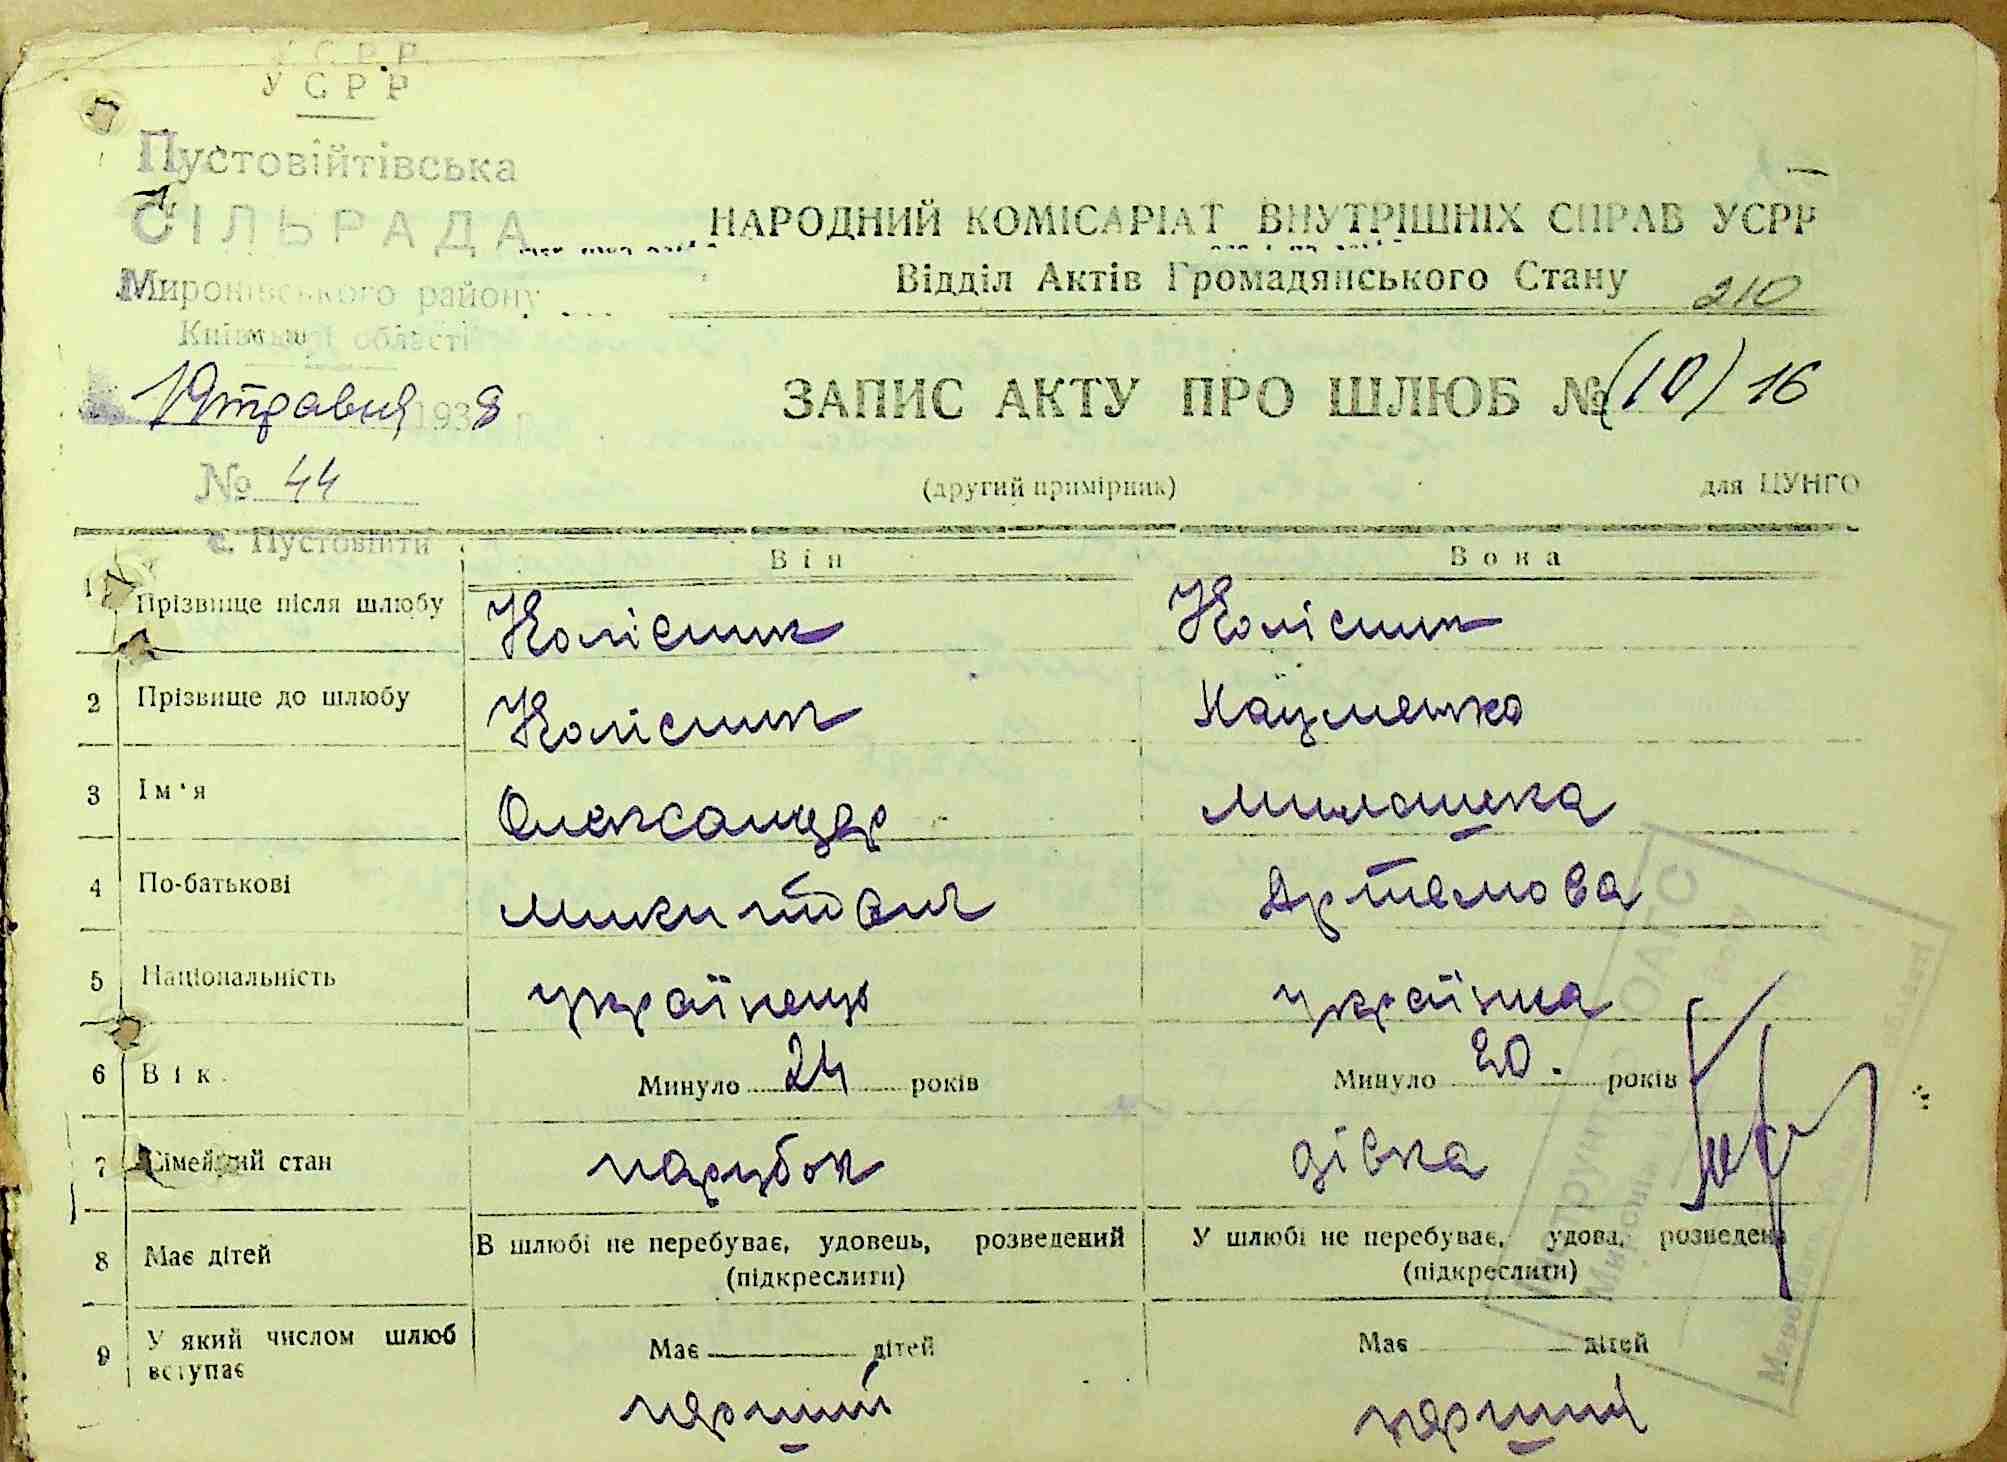 УСРР
УСРР
Пустовійтівська
СІЛЬРАДА
Миронівського району
Київської області
травня 1938 р.
№ 44
с. Пустовійти
НАРОДНИЙ КОМІСАРІАТ ВНУТРІШНІХ СПРАВ УСРР
Відділ Актів Громадянського Стану 210
ЗАПИС АКТУ ПРО ШЛЮБ № (10) 16
(другий примірник) для ЦУНГО
Він Вона
1 Прізвище після шлюбу Колісник Колісник
2 Прізвище до шлюбу Колісник Науменко
3 Ім'я Олександер Милашка
4 По-батькові Микитович Артемова
5 Національність українець українка
6 Вік. Минуло 24 років Минуло 20. років
7 Сімейний стан парубок дівка
8 Має дітей В шлюбі не перебуває, удовець, розведений У шлюбі не перебуває, удова, розведена
(підкреслити) (підкреслити)
9 У який числом шлюб вступає Має дітей Має дітей
перший перший